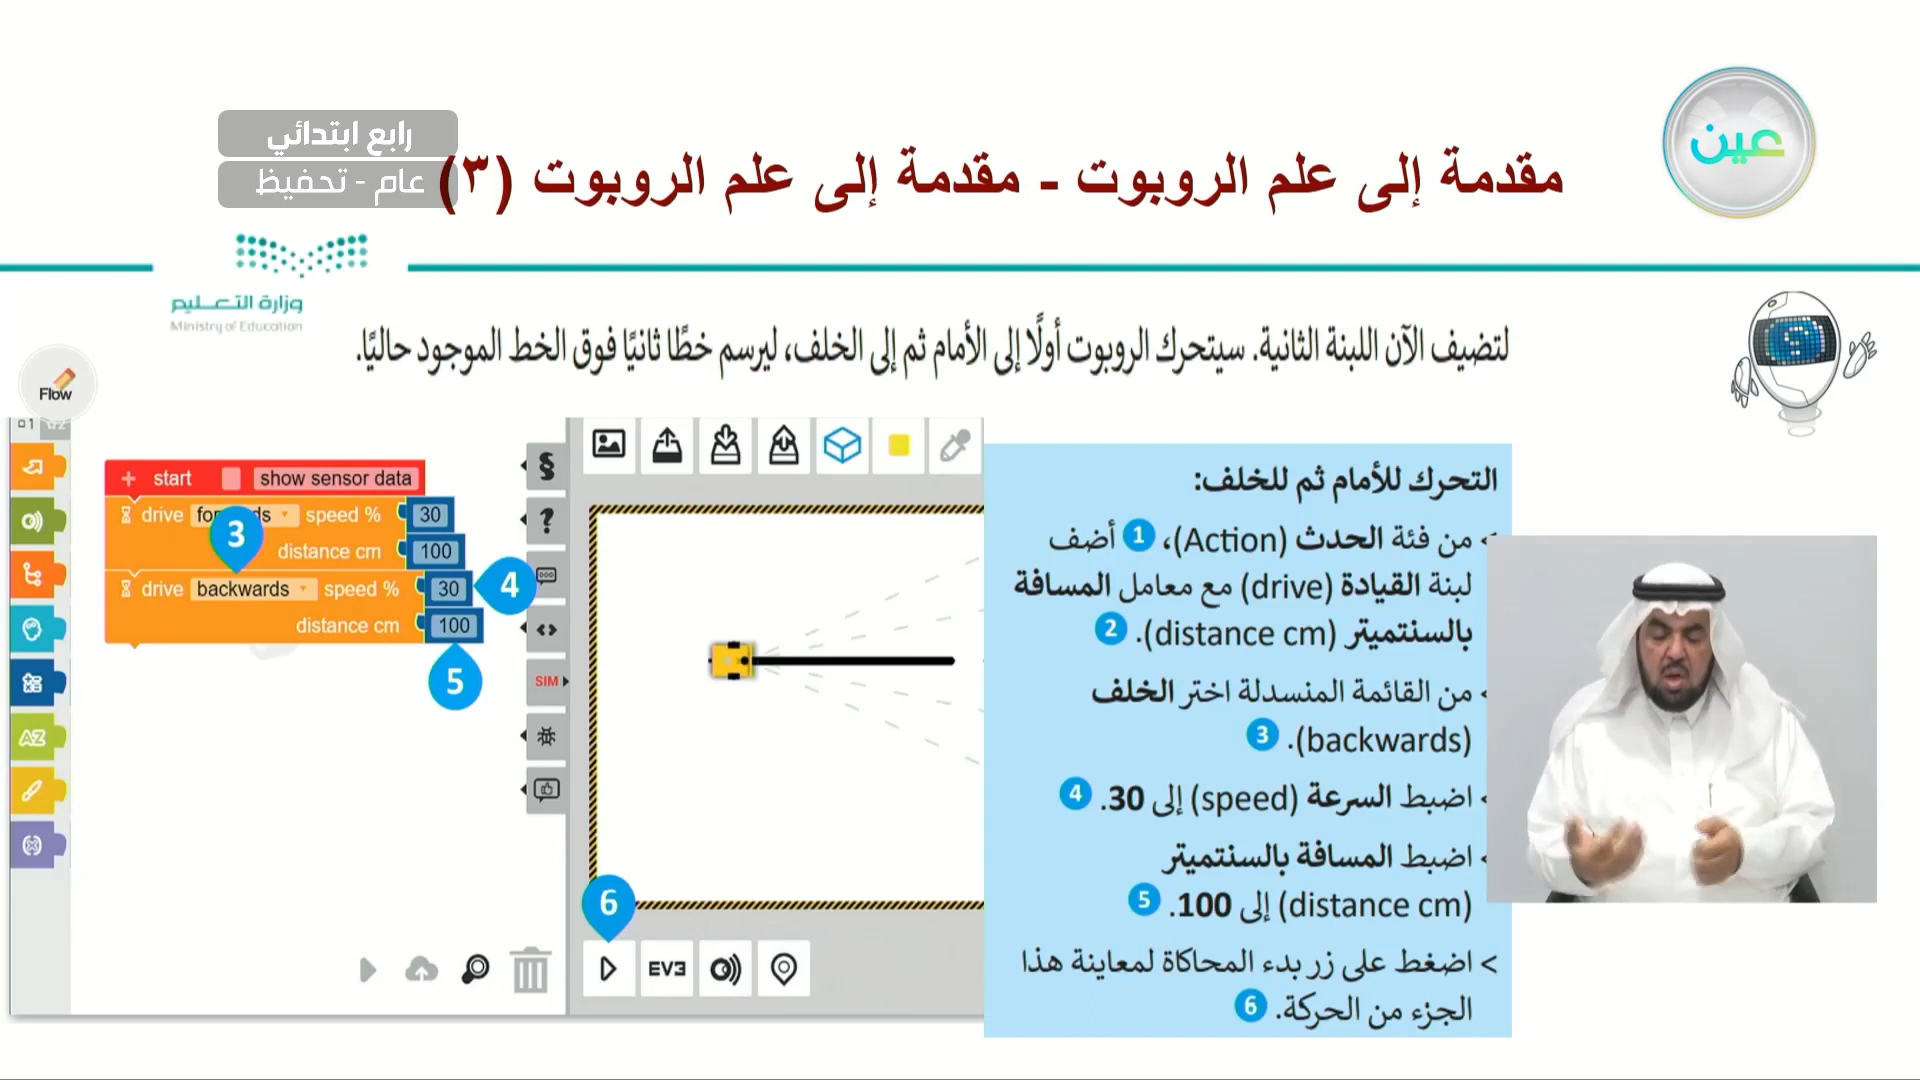 عين
رابع ابتدائي
عام - تحفيظ
مقدمة إلى علم الروبوت - مقدمة إلى علم الروبوت (٣)
وزارة التعليم
Ministry of Education
لتضيف الآن اللبنة الثانية. سيتحرك الروبوت أولًا إلى الأمام ثم إلى الخلف، ليرسم خطًا ثانيًا فوق الخط الموجود حاليًا.
Flow
+ start show sensor data
drive speed % 30
3
distance cm 100
drive backwards speed % 30
4
distance cm 100
5
§
?
<>
SIM
AZ
6
EV3
التحرك للأمام ثم للخلف:
> من فئة الحدث (Action)، 1 أضف
لبنة القيادة (drive) مع معامل المسافة
بالسنتميتر (distance cm). 2
> من القائمة المنسدلة اختر الخلف
(backwards). 3
> اضبط السرعة (speed) إلى 30. 4
> اضبط المسافة بالسنتميتر
(distance cm) إلى 100. 5
> اضغط على زر بدء المحاكاة لمعاينة هذا
الجزء من الحركة. 6